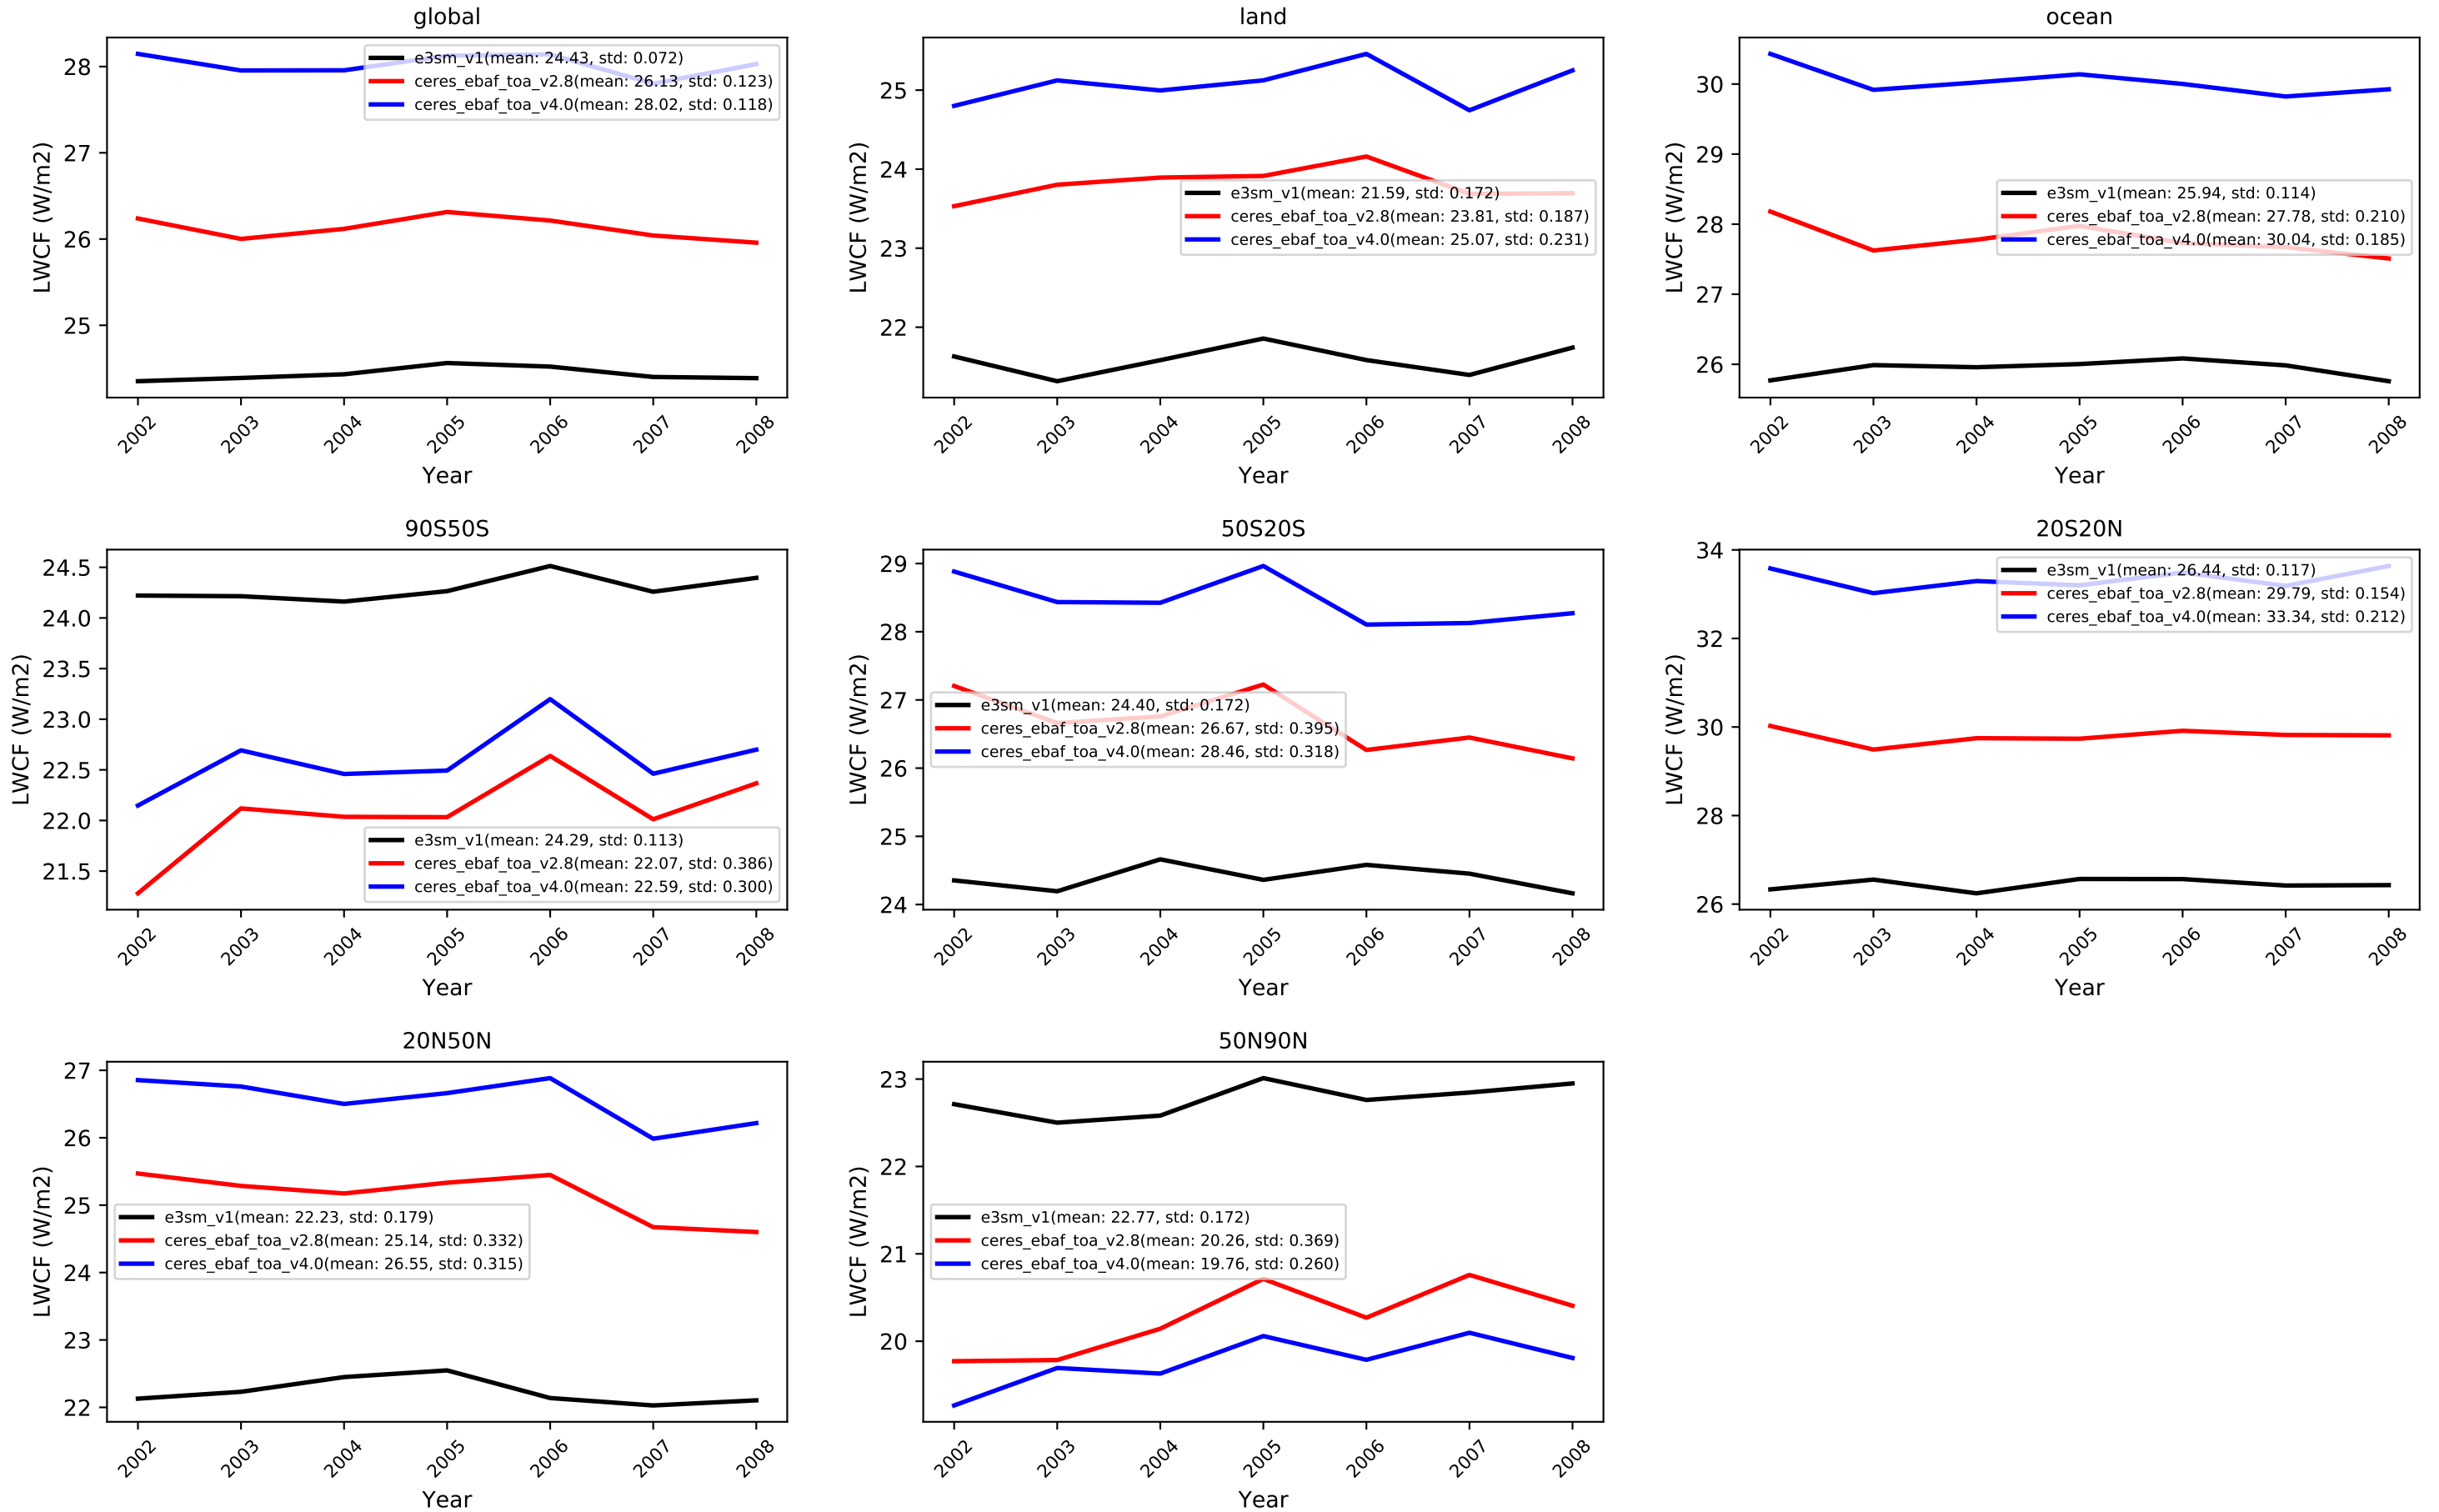 global
LWCF (W/m2)
28
27
26
25
e3sm_v1(mean: 24.43, std: 0.072)
ceres_ebaf_toa_v2.8(mean: 26.13, std: 0.123)
ceres_ebaf_toa_v4.0(mean: 28.02, std: 0.118)
2002 2003 2004 2005 2006 2007 2008
Year
land
LWCF (W/m2)
25
24
23
22
e3sm_v1(mean: 21.59, std: 0.172)
ceres_ebaf_toa_v2.8(mean: 23.81, std: 0.187)
ceres_ebaf_toa_v4.0(mean: 25.07, std: 0.231)
2002 2003 2004 2005 2006 2007 2008
Year
ocean
LWCF (W/m2)
30
29
28
27
26
e3sm_v1(mean: 25.94, std: 0.114)
ceres_ebaf_toa_v2.8(mean: 27.78, std: 0.210)
ceres_ebaf_toa_v4.0(mean: 30.04, std: 0.185)
2002 2003 2004 2005 2006 2007 2008
Year
90S50S
LWCF (W/m2)
24.5
24.0
23.5
23.0
22.5
22.0
21.5
e3sm_v1(mean: 24.29, std: 0.113)
ceres_ebaf_toa_v2.8(mean: 22.07, std: 0.386)
ceres_ebaf_toa_v4.0(mean: 22.59, std: 0.300)
2002 2003 2004 2005 2006 2007 2008
Year
50S20S
LWCF (W/m2)
29
28
27
26
25
24
e3sm_v1(mean: 24.40, std: 0.172)
ceres_ebaf_toa_v2.8(mean: 26.67, std: 0.395)
ceres_ebaf_toa_v4.0(mean: 28.46, std: 0.318)
2002 2003 2004 2005 2006 2007 2008
Year
20S20N
LWCF (W/m2)
34
32
30
28
26
e3sm_v1(mean: 26.44, std: 0.117)
ceres_ebaf_toa_v2.8(mean: 29.79, std: 0.154)
ceres_ebaf_toa_v4.0(mean: 33.34, std: 0.212)
2002 2003 2004 2005 2006 2007 2008
Year
20N50N
LWCF (W/m2)
27
26
25
24
23
22
e3sm_v1(mean: 22.23, std: 0.179)
ceres_ebaf_toa_v2.8(mean: 25.14, std: 0.332)
ceres_ebaf_toa_v4.0(mean: 26.55, std: 0.315)
2002 2003 2004 2005 2006 2007 2008
Year
50N90N
LWCF (W/m2)
23
22
21
20
e3sm_v1(mean: 22.77, std: 0.172)
ceres_ebaf_toa_v2.8(mean: 20.26, std: 0.369)
ceres_ebaf_toa_v4.0(mean: 19.76, std: 0.260)
2002 2003 2004 2005 2006 2007 2008
Year